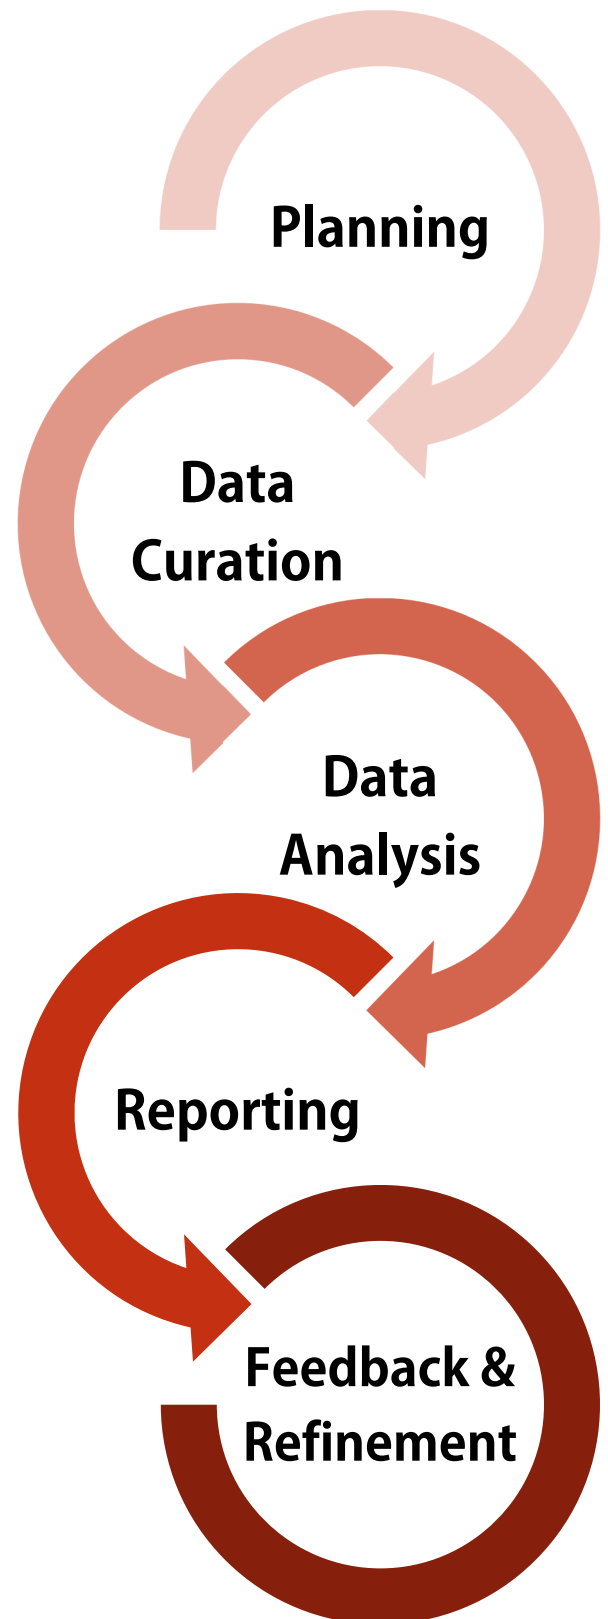 Planning
Data
Curation
Data
Analysis
Reporting
Feedback &
Refinement